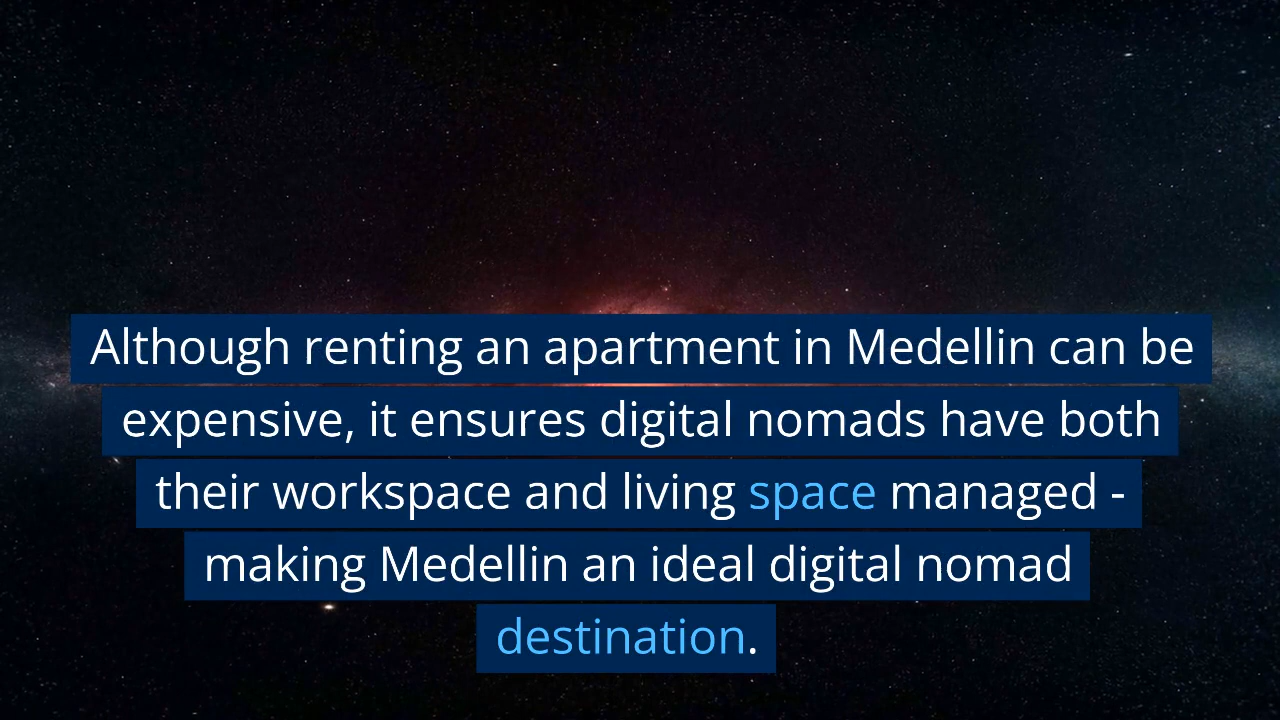 Although renting an apartment in Medellin can be
expensive, it ensures digital nomads have both
their workspace and living space managed -
making Medellin an ideal digital nomad
destination.